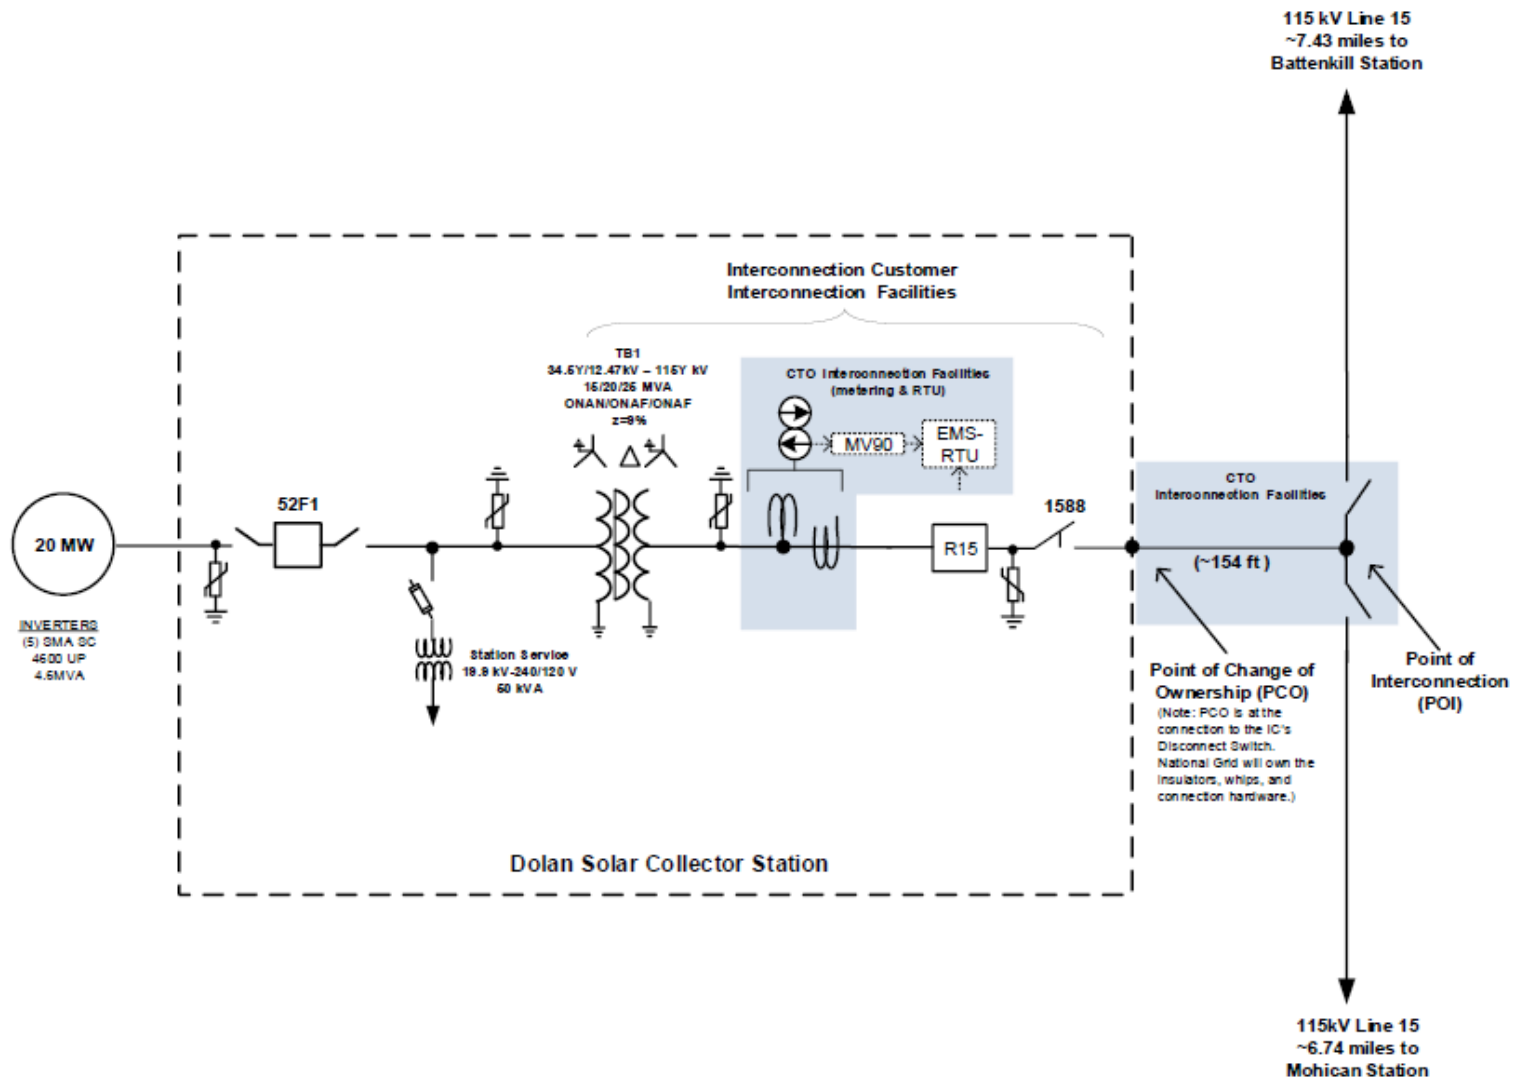 115 kV Line 15
~7.43 miles to
Battenkill Station
Interconnection Customer
Interconnection Facilities
TB1
34.5Y/12.47kV – 115Y kV
15/20/25 MVA
ONAN/ONAF/ONAF
z=9%
CTO Interconnection Facilities
(metering & RTU)
MV90
EMS-
RTU
CTO
Interconnection Facilities
52F1
1588
20 MW
R15
(~154 ft )
INVERTERS
(5) SMA SC
4600 UP
4.6MVA
Station Service
19.9 kV-240/120 V
50 kVA
Point of Change of
Ownership (PCO)
(Note: PCO is at the
connection to the IC's
Disconnect Switch.
National Grid will own the
insulators, whips, and
connection hardware.)
Point of
Interconnection
(POI)
Dolan Solar Collector Station
115kV Line 15
~6.74 miles to
Mohican Station